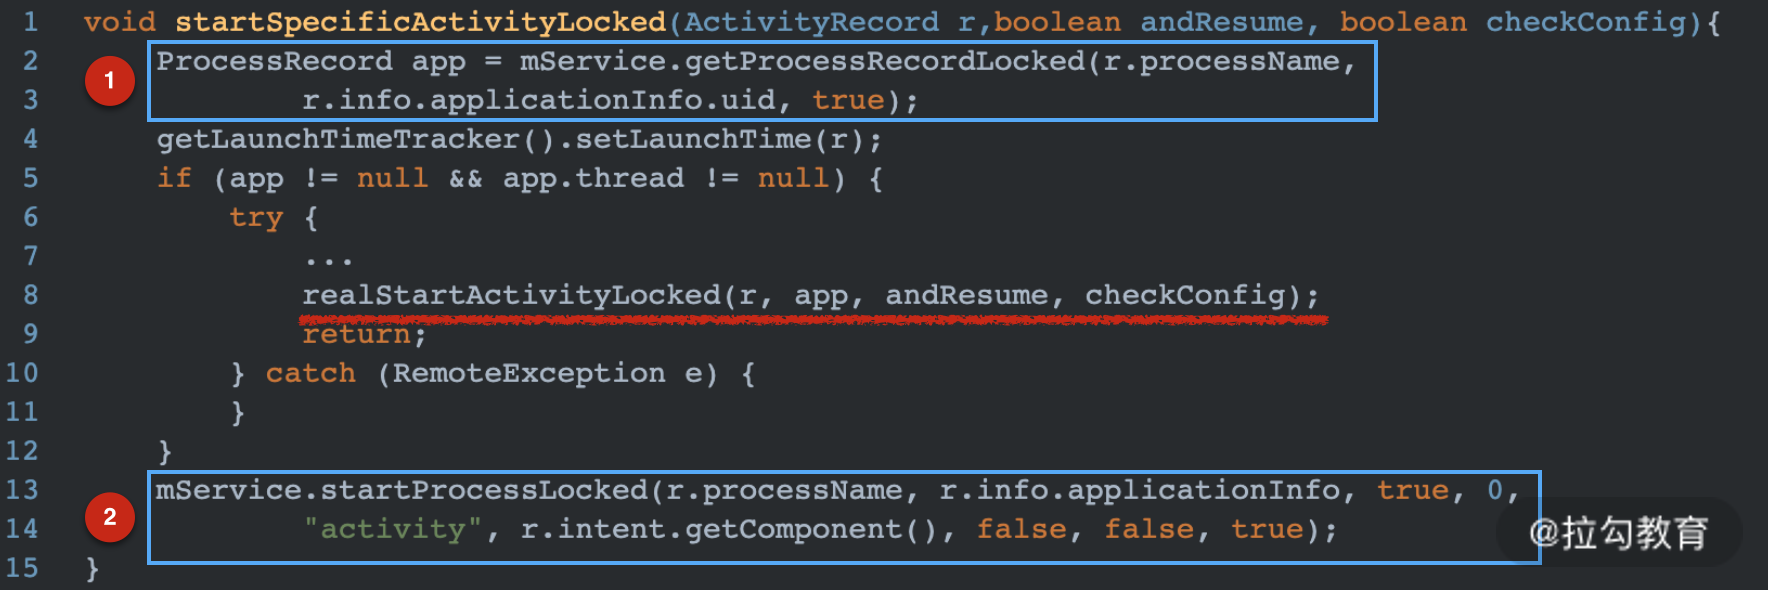 1 void startSpecificActivityLocked(ActivityRecord r,boolean andResume, boolean checkConfig){
2 ProcessRecord app = mService.getProcessRecordLocked(r.processName,
1
3 r.info.applicationInfo.uid, true);
4 getLaunchTimeTracker().setLaunchTime(r);
5 if (app != null && app.thread != null) {
6 try {
7 ...
8 realStartActivityLocked(r, app, andResume, checkConfig);
9 return;
10 } catch (RemoteException e) {
11 }
12 }
13 mService.startProcessLocked(r.processName, r.info.applicationInfo, true, 0,
2
14 "activity", r.intent.getComponent(), false, false, true);
@拉勾教育
15 }